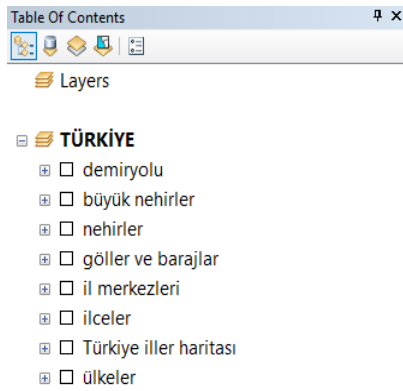 Table Of Contents
Layers
TÜRKİYE
demiryolu
büyük nehirler
nehirler
göller ve barajlar
il merkezleri
ilceler
Türkiye iller haritası
ülkeler